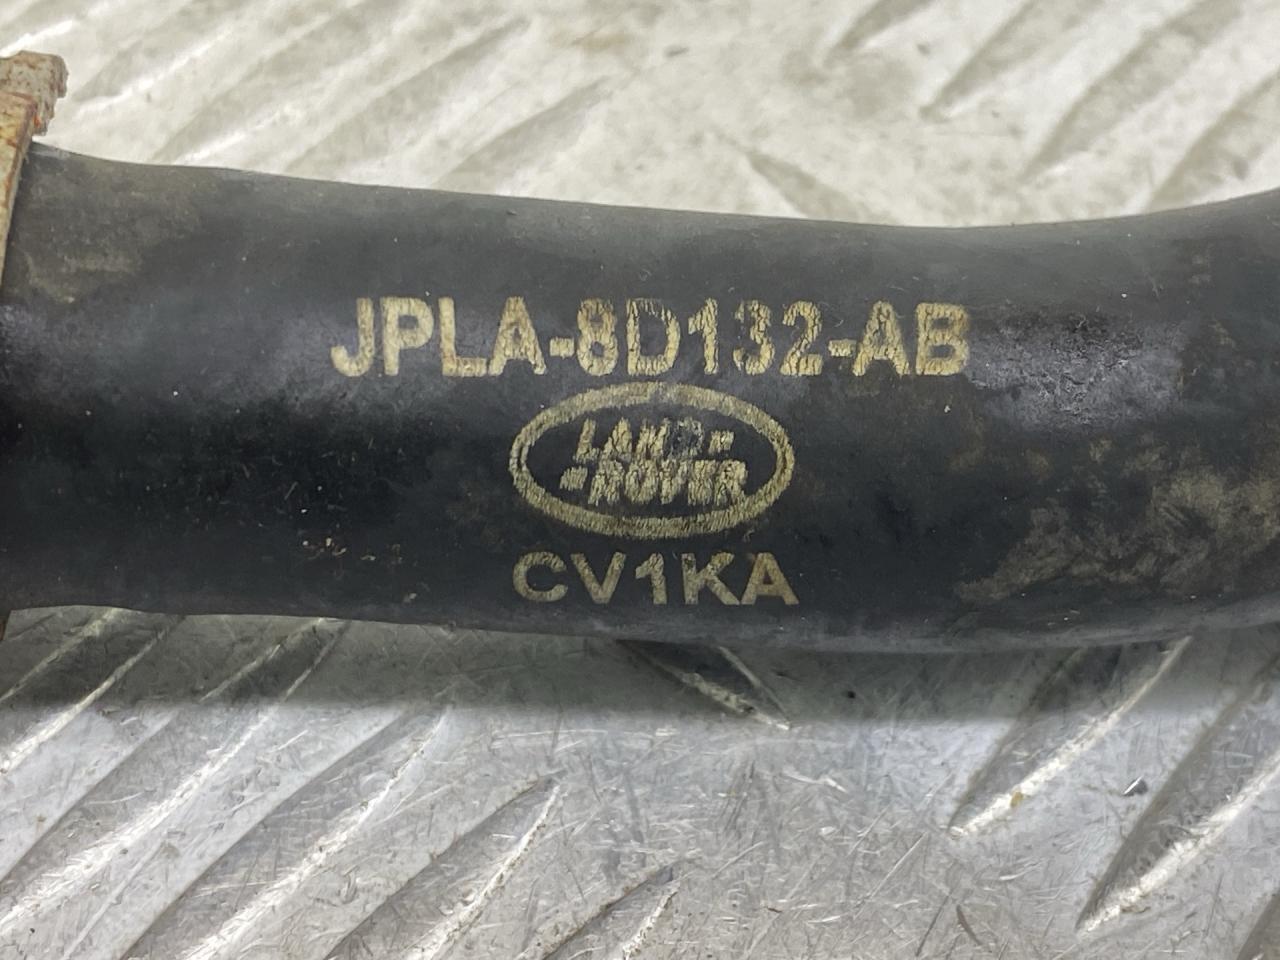 JPLA-8D132-AB
LAND-
-ROVER
CV1KA